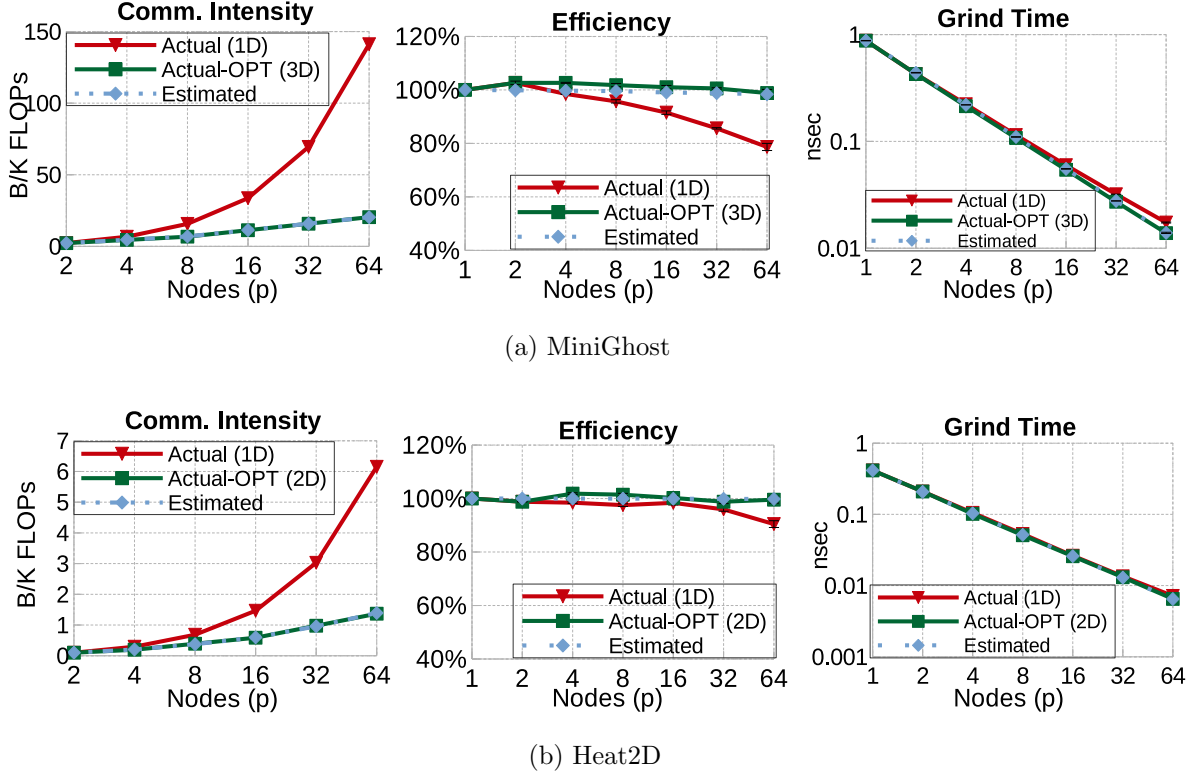 Comm. Intensity
B/K FLOPs
150
100
50
0
Actual (1D)
Actual-OPT (3D)
Estimated
2 4 8 16 32 64
Nodes (p)
Efficiency
120%
100%
80%
60%
40%
Actual (1D)
Actual-OPT (3D)
Estimated
1 2 4 8 16 32 64
Nodes (p)
Grind Time
nsec
1
0.1
0.01
Actual (1D)
Actual-OPT (3D)
Estimated
1 2 4 8 16 32 64
Nodes (p)
(a) MiniGhost
Comm. Intensity
B/K FLOPs
7
6
5
4
3
2
1
0
Actual (1D)
Actual-OPT (2D)
Estimated
2 4 8 16 32 64
Nodes (p)
Efficiency
120%
100%
80%
60%
40%
Actual (1D)
Actual-OPT (2D)
Estimated
1 2 4 8 16 32 64
Nodes (p)
Grind Time
nsec
1
0.1
0.01
0.001
Actual (1D)
Actual-OPT (2D)
Estimated
1 2 4 8 16 32 64
Nodes (p)
(b) Heat2D